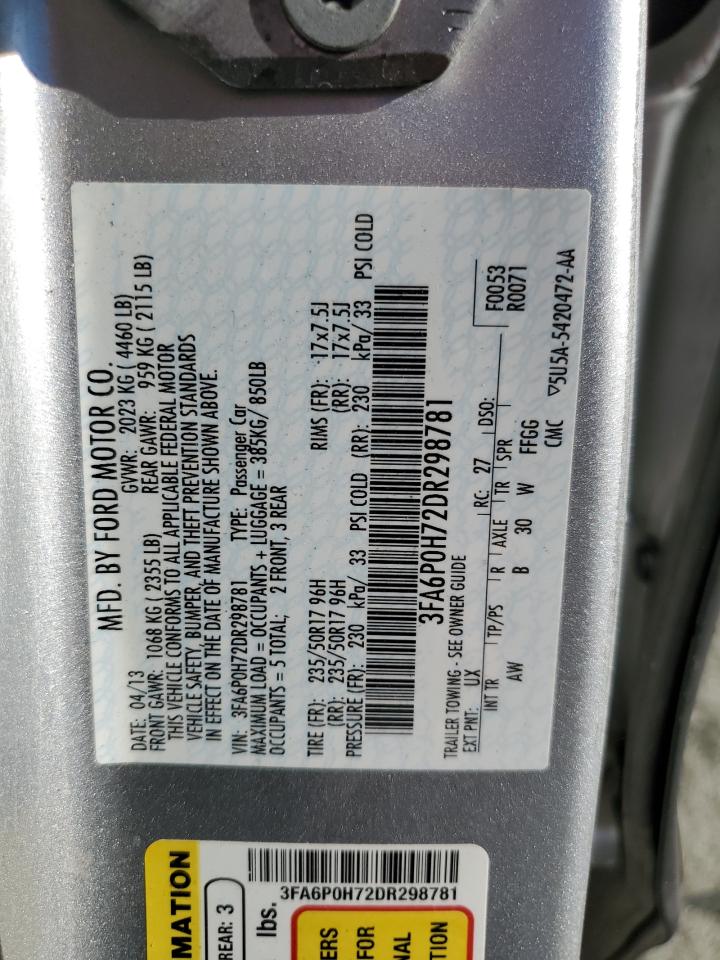 MFD. BY FORD MOTOR CO.
DATE: 04/13 GVWR: 2023 KG ( 4460 LB)
FRONT GAWR: 1068 KG ( 2355 LB) REAR GAWR: 959 KG ( 2115 LB)
THIS VEHICLE CONFORMS TO ALL APPLICABLE FEDERAL MOTOR
VEHICLE SAFETY, BUMPER, AND THEFT PREVENTION STANDARDS
IN EFFECT ON THE DATE OF MANUFACTURE SHOWN ABOVE.
VIN: 3FA6P0H72DR298781 TYPE: Passenger Car
MAXIMUM LOAD = OCCUPANTS + LUGGAGE = 385KG/ 850LB
OCCUPANTS = 5 TOTAL; 2 FRONT, 3 REAR
TIRE (FR): 235/50R17 96H RIMS (FR): 17x7.5J
(RR): 235/50R17 96H (RR): 17x7.5J
PRESSURE (FR): 230 kPa/ 33 PSI COLD (RR): 230 kPa/ 33 PSI COLD
3FA6P0H72DR298781
TRAILER TOWING - SEE OWNER GUIDE F0053
EXT PNT: UX RC: 27 DSO: R0071
INT TR TP/PS R AXLE TR SPR
AW B 30 W FFGG
CMC ▽5U5A-5420472-AA
MATION
REAR: 3
lbs.
3FA6P0H72DR298781
ERS
FOR
NAL
TION